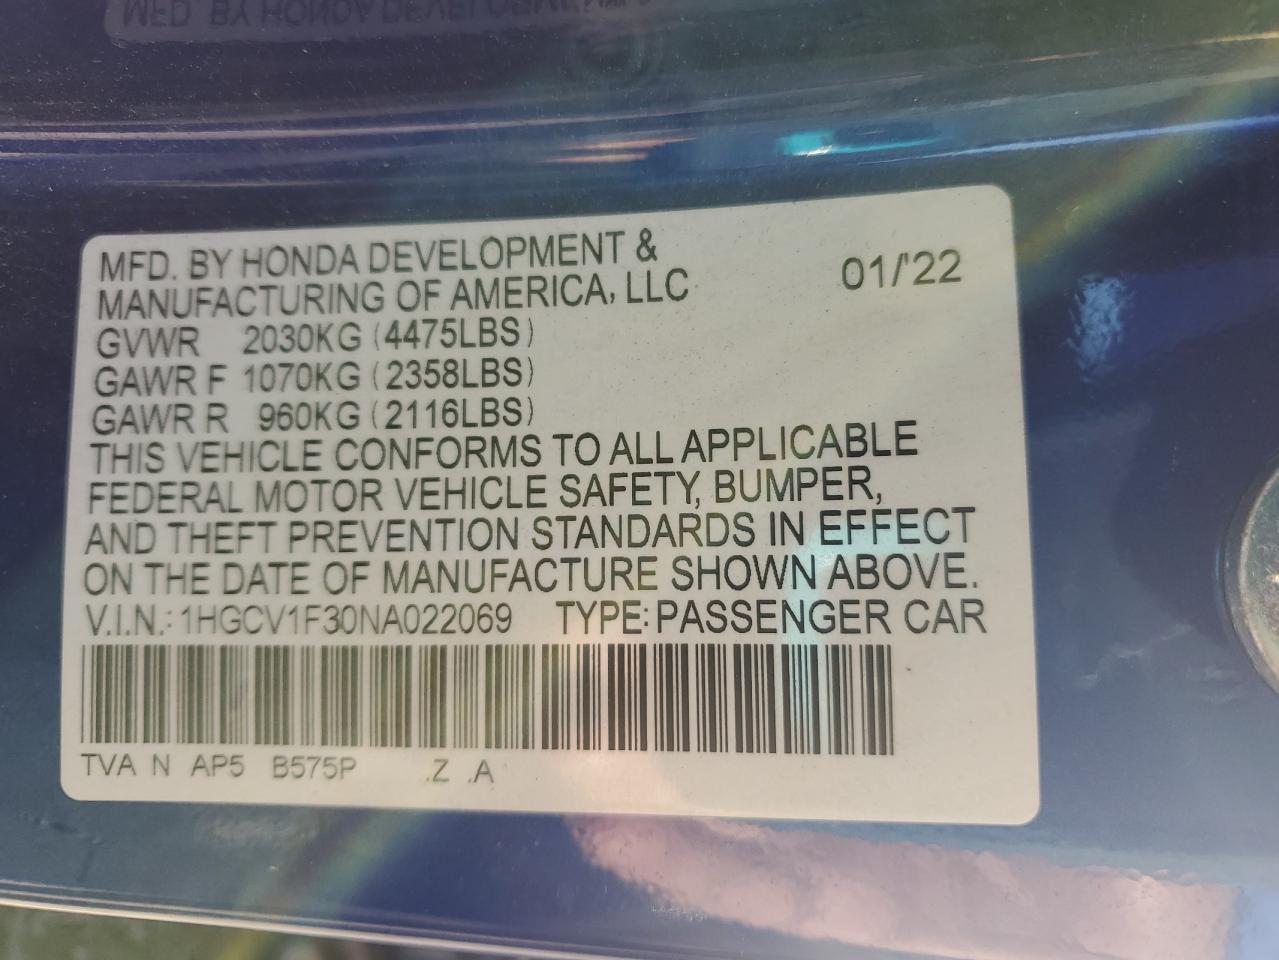 MFD. BY HONDA DEVELOPMENT &
MANUFACTURING OF AMERICA, LLC
01/'22
GVWR 2030KG (4475LBS)
GAWR F 1070KG (2358LBS)
GAWR R 960KG (2116LBS)
THIS VEHICLE CONFORMS TO ALL APPLICABLE
FEDERAL MOTOR VEHICLE SAFETY, BUMPER,
AND THEFT PREVENTION STANDARDS IN EFFECT
ON THE DATE OF MANUFACTURE SHOWN ABOVE.
V.I.N.: 1HGCV1F30NA022069 TYPE: PASSENGER CAR
TVA N AP5 B575P .Z .A